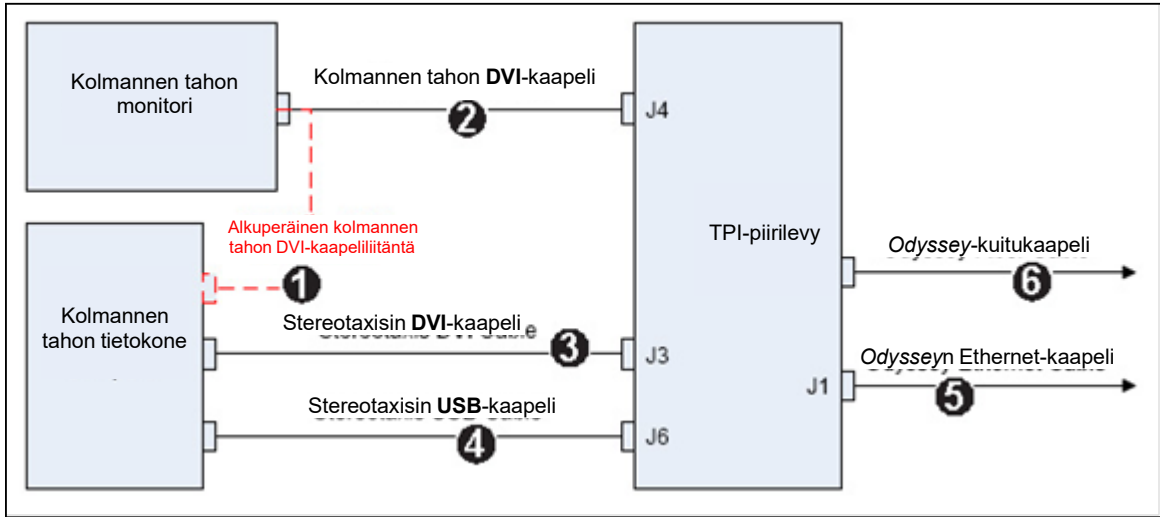 Kolmannen tahon
monitori
Kolmannen tahon DVI-kaapeli
2
J4
Alkuperäinen kolmannen
tahon DVI-kaapeliliitäntä
1
TPI-piirilevy
Odyssey-kuitukaapeli
6
Kolmannen
tahon tietokone
Stereotaxisin DVI-kaapeli
3
J3
Odysseyn Ethernet-kaapeli
J1
5
Stereotaxisin USB-kaapeli
4
J6